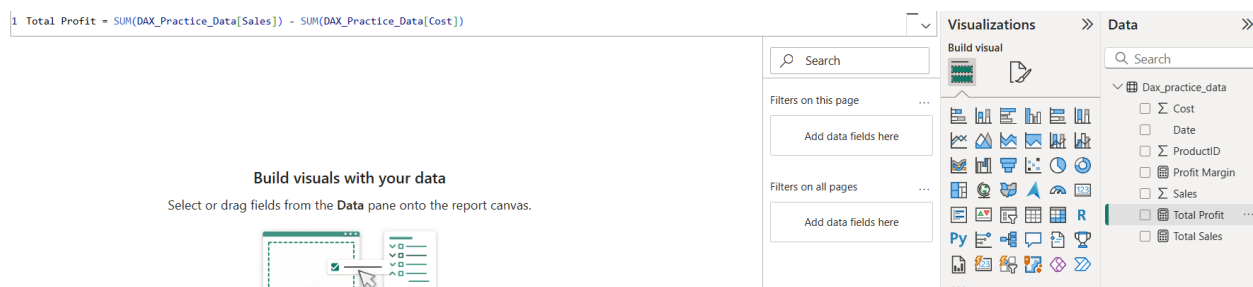 1 Total Profit = SUM(DAX_Practice_Data[Sales]) - SUM(DAX_Practice_Data[Cost])
Build visuals with your data
Select or drag fields from the Data pane onto the report canvas.
Search
Filters on this page ...
Add data fields here
Filters on all pages ...
Add data fields here
Visualizations
Build visual
123
R
Py
123
Data
Search
Dax_practice_data
Σ Cost
Date
Σ ProductID
Profit Margin
Σ Sales
Total Profit ...
Total Sales